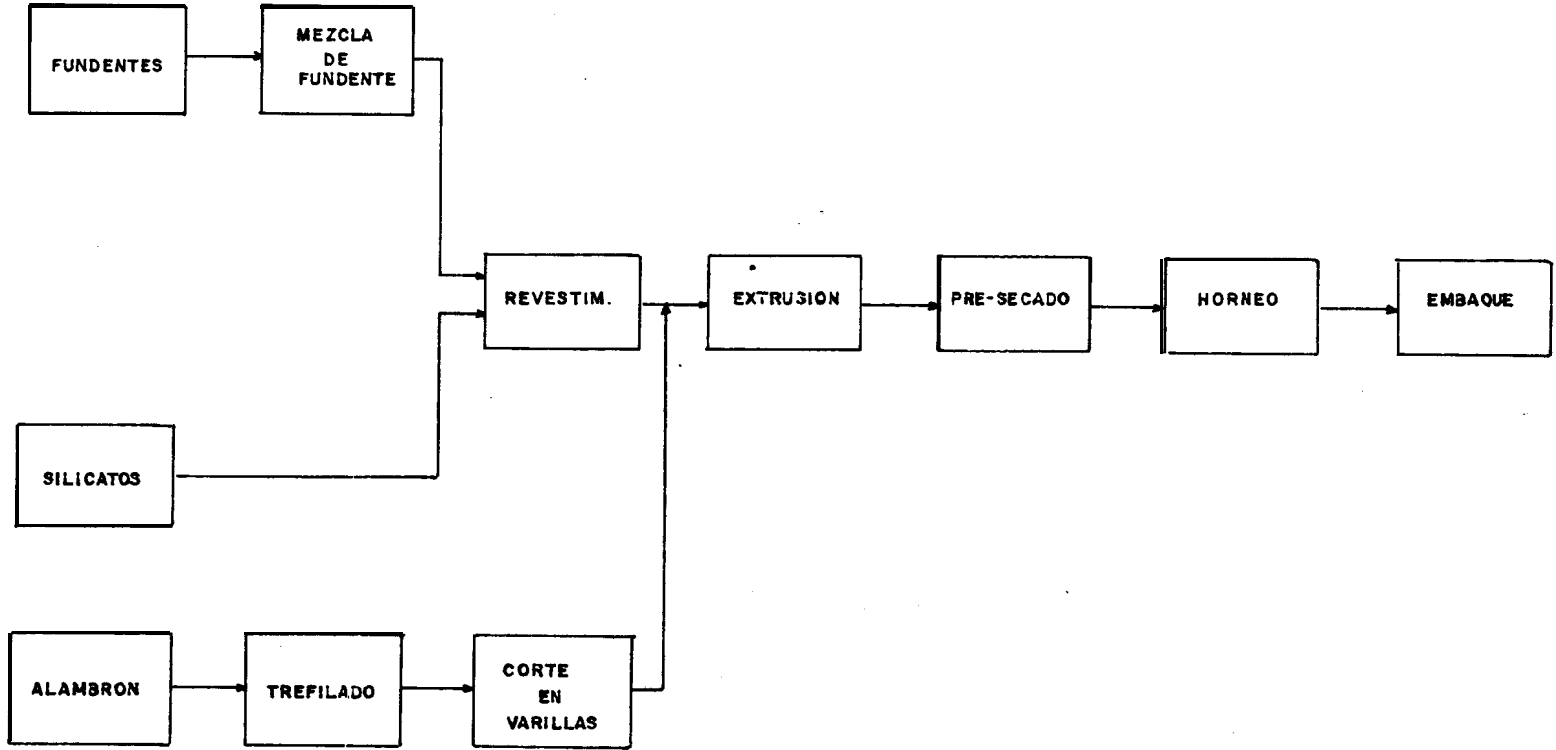 FUNDENTES
MEZCLA
DE
FUNDENTE
REVESTIM.
EXTRUSION
PRE-SECADO
HORNEO
EMBAQUE
SILICATOS
ALAMBRON
TREFILADO
CORTE
EN
VARILLAS